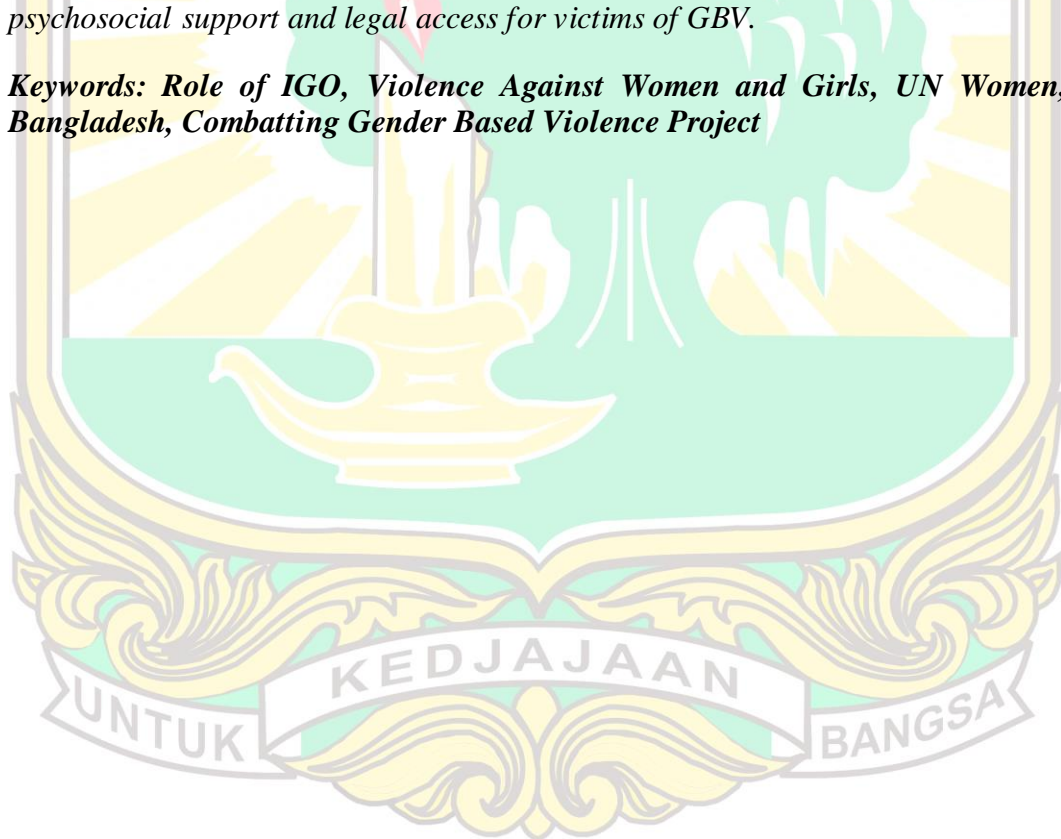 psychosocial support and legal access for victims of GBV.
Keywords: Role of IGO, Violence Against Women and Girls, UN Women,
Bangladesh, Combatting Gender Based Violence Project
UNTUK KEDJAJAAN BANGSA